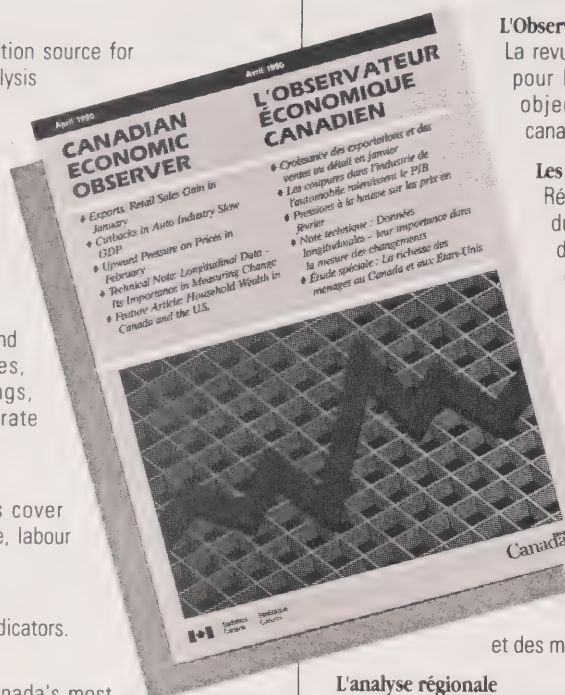 tion source for
lysis
nd
es,
ngs,
rate
s cover
e, labour
dicators.
nada's most
April 1990
CANADIAN
ECONOMIC
OBSERVER
♦ Exports, Retail Sales Gain in
January
♦ Cutbacks in Auto Industry Slow
GDP
♦ Upward Pressure on Prices in
February
♦ Technical Note: Longitudinal Data -
Its Importance in Measuring Change
♦ Feature Article: Household Wealth in
Canada and the U.S.
Avril 1990
L'OBSERVATEUR
ÉCONOMIQUE
CANADIEN
♦ Croissance des exportations et des
ventes au détail en janvier
♦ Les coupures dans l'industrie de
l'automobile ralentissent le PIB
♦ Pressions à la hausse sur les prix en
février
♦ Note technique : Données
longitudinales - leur importance dans
la mesure des changements
♦ Étude spéciale : La richesse des
ménages au Canada et aux États-Unis
Statistics Statistique
Canada Canada
Canada
L'Obser
La revu
pour l
objec
cana
Les
Ré
du
d
et des m
L'analyse régionale